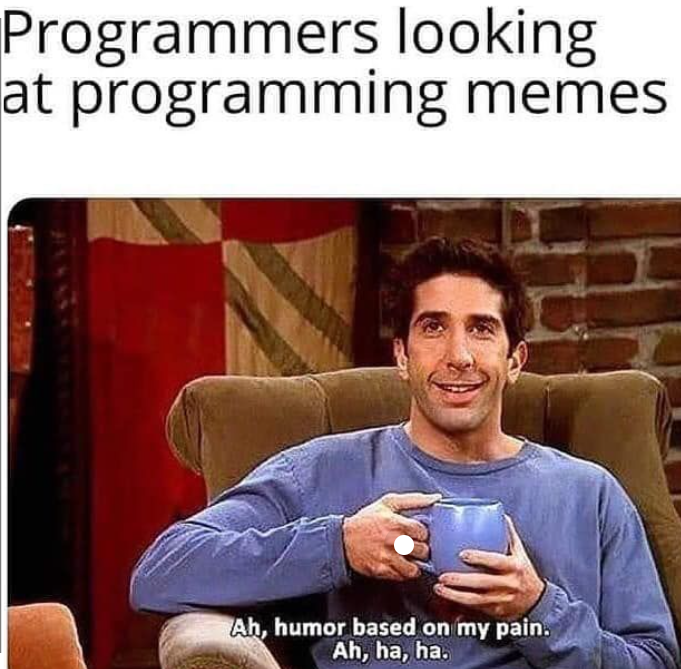 Programmers looking
at programming memes
Ah, humor based on my pain.
Ah, ha, ha.